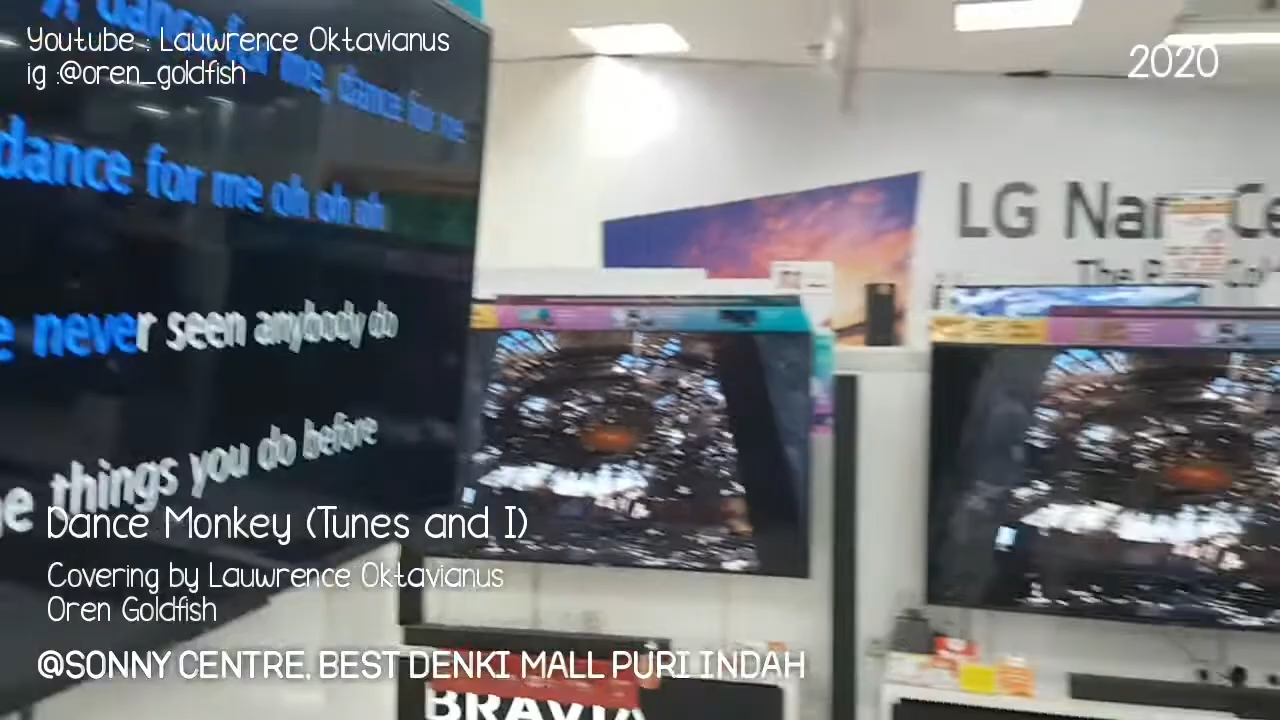 Youtube : Lauwrence Oktavianus
ig :@oren_goldfish
2020
dance for me, dance for me
dance for me oh oh oh
never seen anybody do
things you do before
LG
The
Dance Monkey (Tunes and I)
Covering by Lauwrence Oktavianus
Oren Goldfish
@SONNY CENTRE, BEST DENKI MALL PURI INDAH
BRAVIA